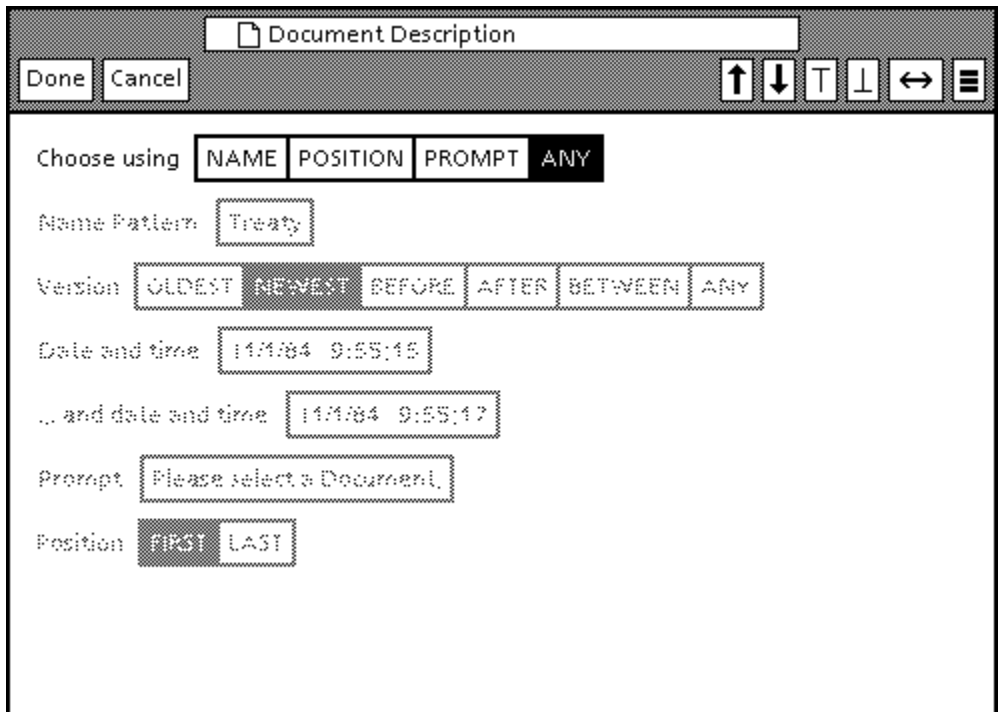 Document Description
Done Cancel
Choose using NAME POSITION PROMPT ANY
Name Pattern Treaty
Version OLDEST NEWEST BEFORE AFTER BETWEEN ANY
Date and time 11/1/84 9:55:15
... and date and time 11/1/84 9:55:17
Prompt Please select a Document.
Position FIRST LAST